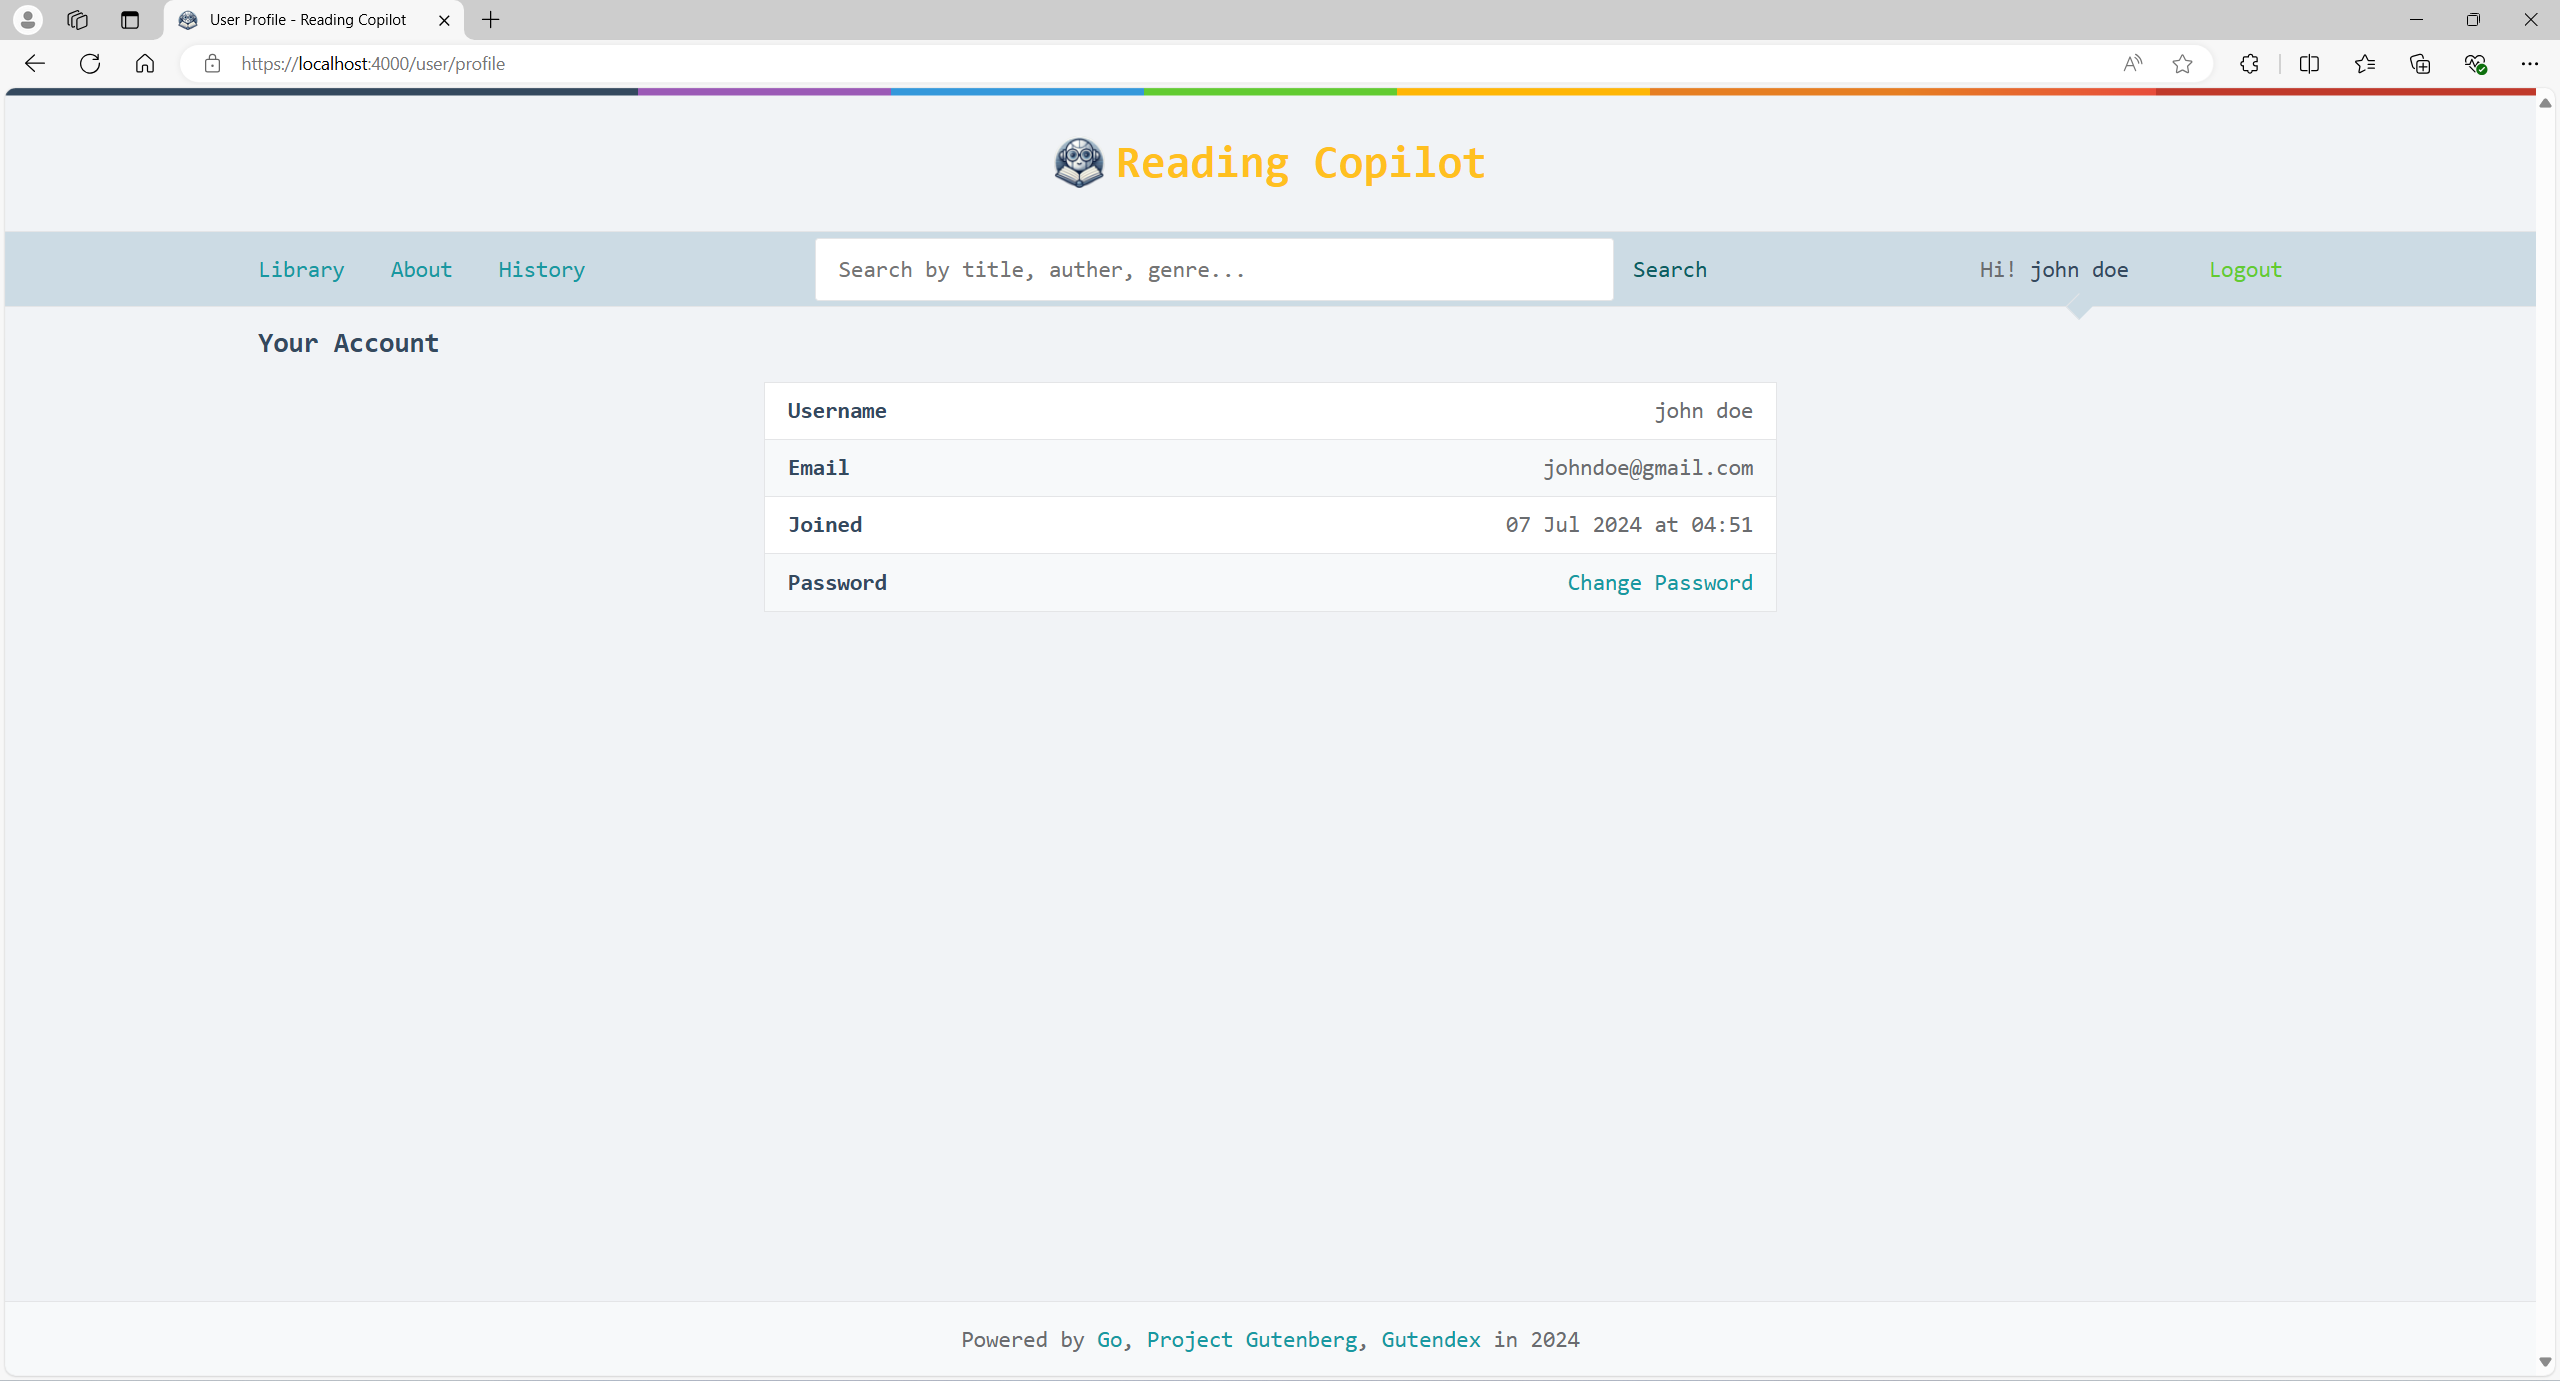 User Profile - Reading Copilot
https://localhost:4000/user/profile
Reading Copilot
Library About History Search by title, auther, genre... Search Hi! john doe Logout
Your Account
Username john doe
Email johndoe@gmail.com
Joined 07 Jul 2024 at 04:51
Password Change Password
Powered by Go, Project Gutenberg, Gutendex in 2024